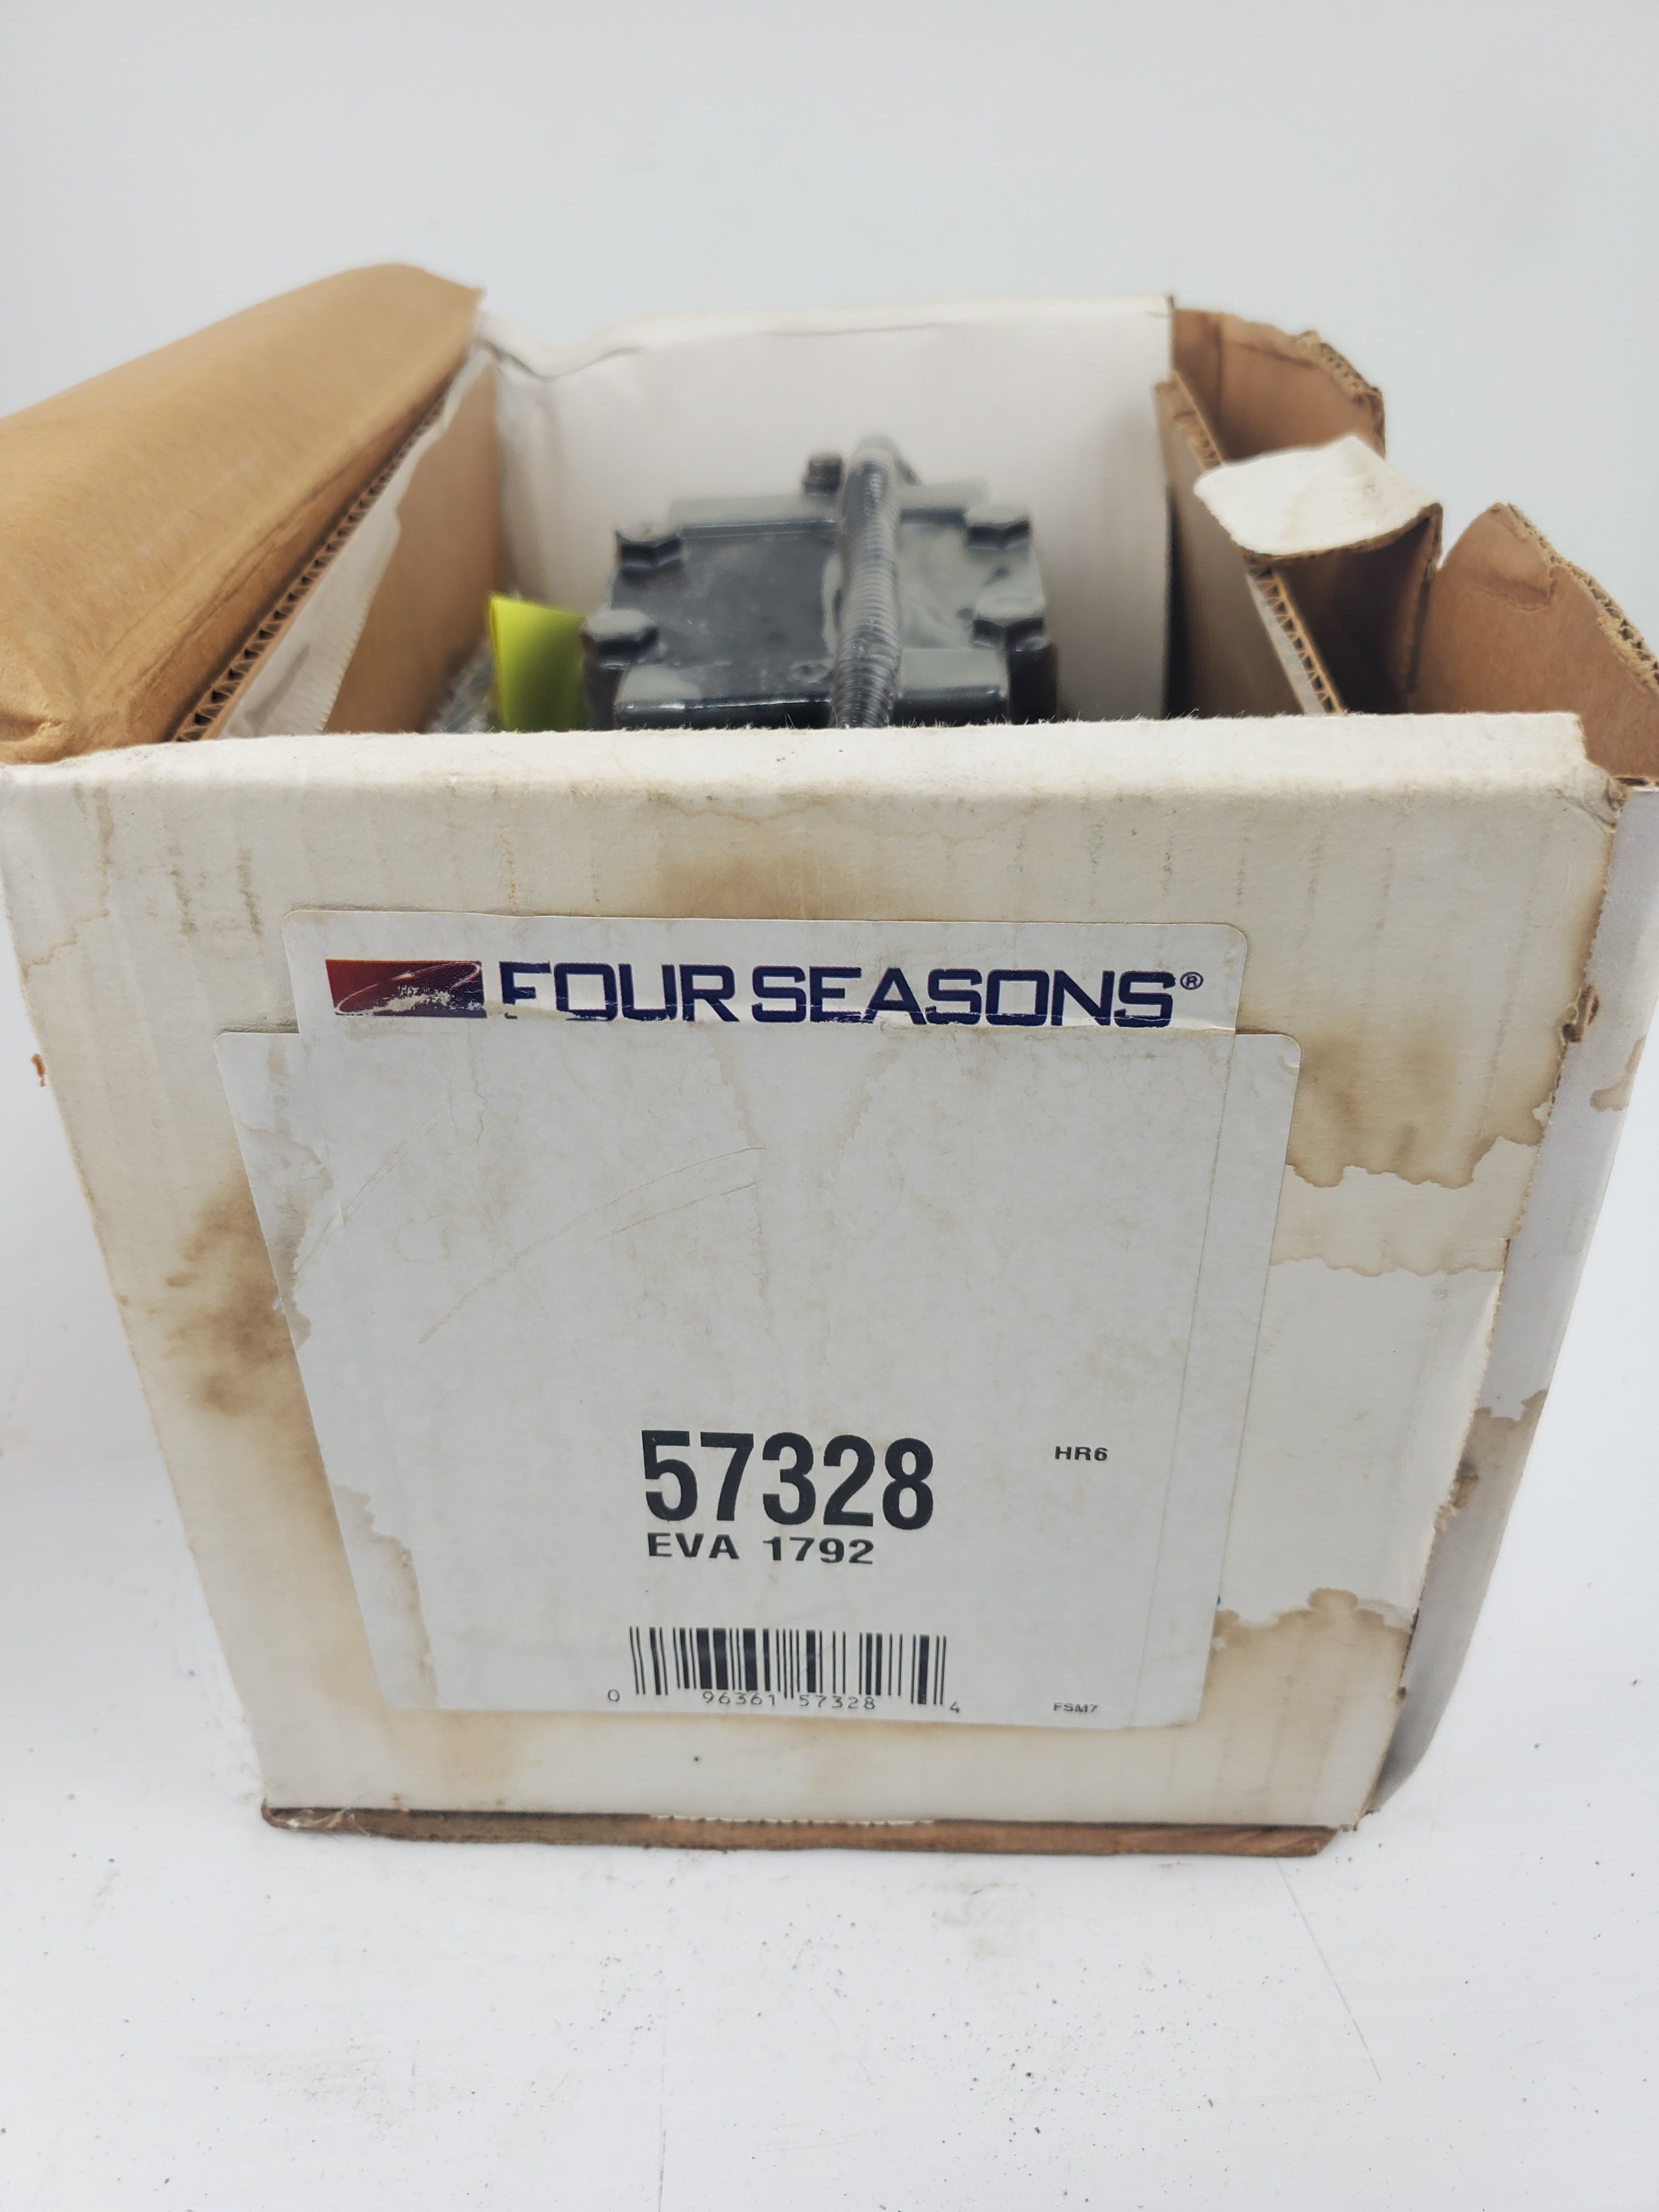 FOUR SEASONS®
57328
HR6
EVA 1792
0 96361 57328 4
FSM7